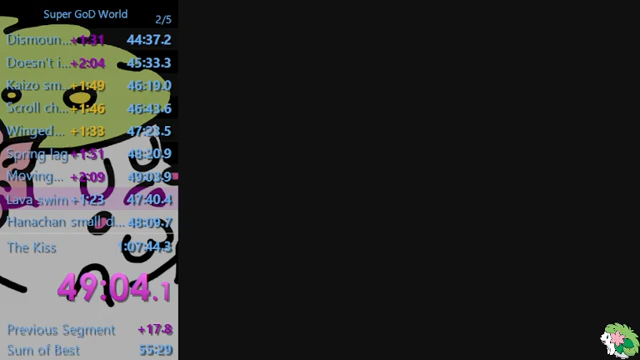 Super GoD World
2/5
Dismoun... +1:31 44:37.2
Doesn't i... +2:04 45:33.3
Kaizo sm... +1:49 46:19.0
Scroll ch... +1:46 46:43.6
Winged... +1:33 47:23.5
Spring lag +1:51 48:20.9
Moving... +2:09 49:03.9
Lava swim +1:23 47:40.4
Hanachan small d... 48:09.7
The Kiss 1:07:44.3
49:04.1
Previous Segment +17.8
Sum of Best 55:29